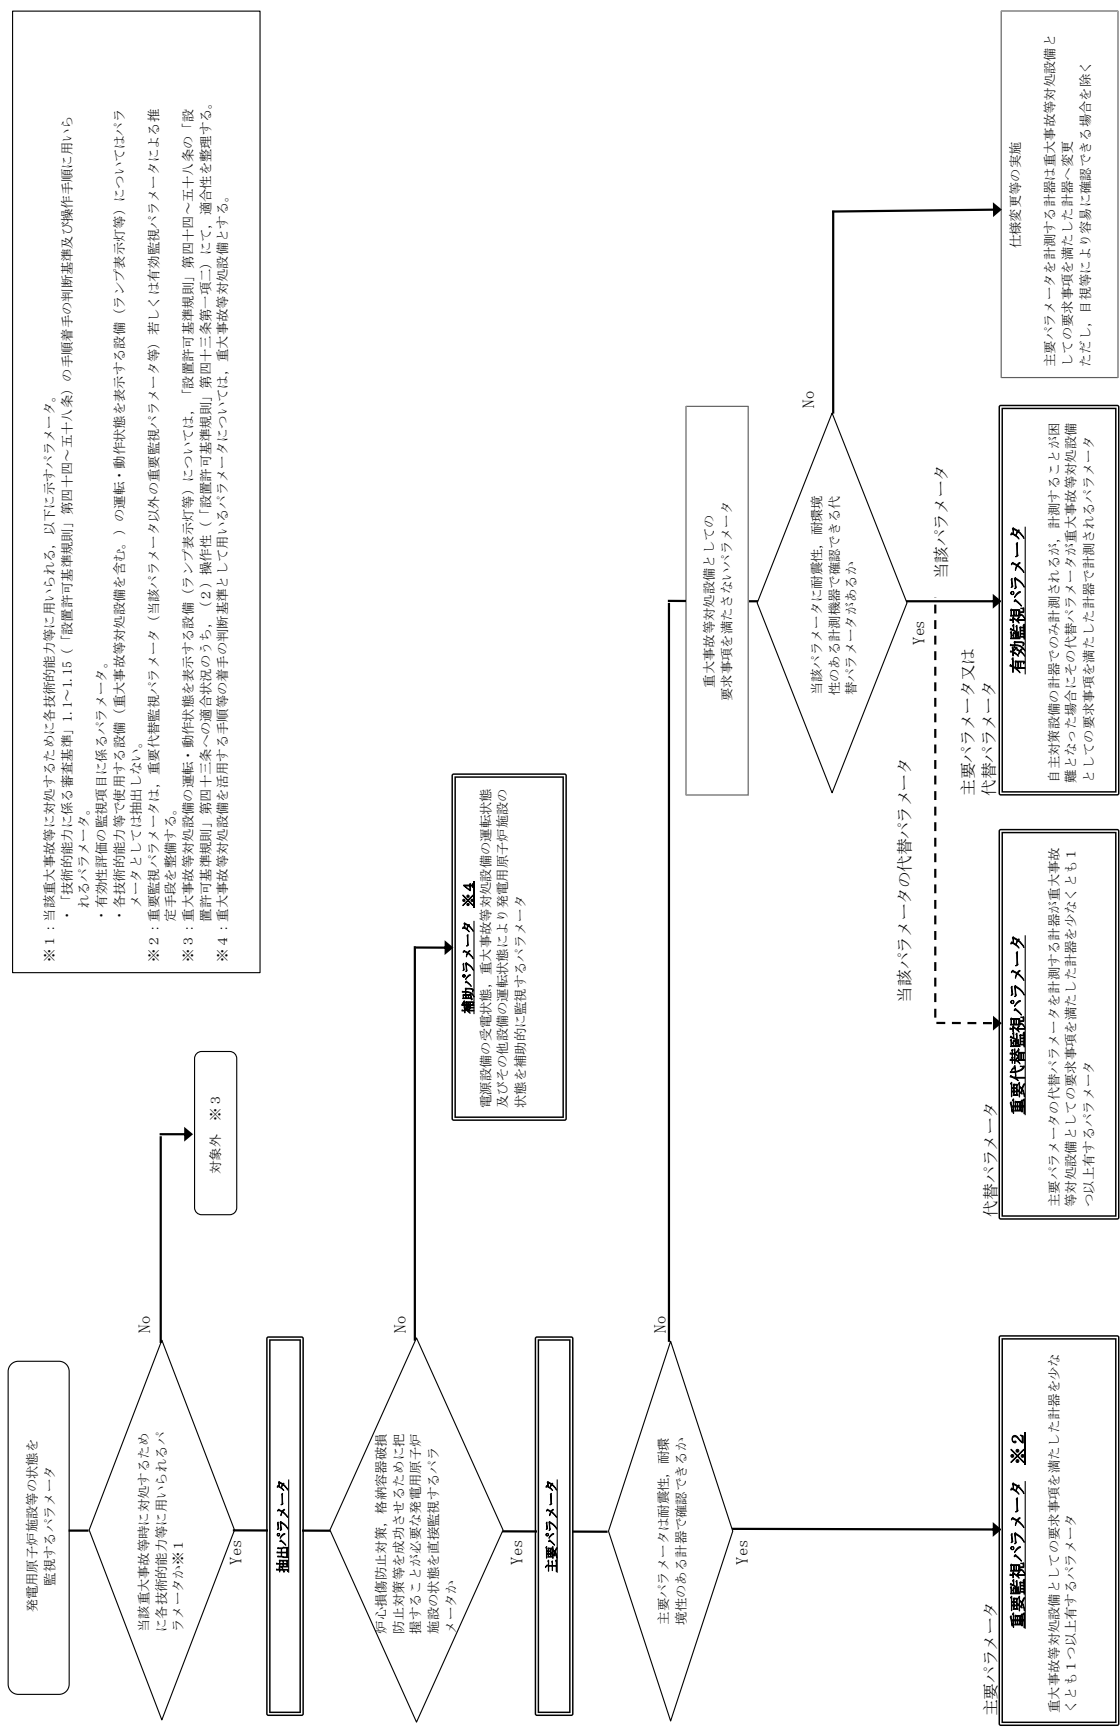 発電用原子炉施設等の状態を
監視するパラメータ
当該重大事故等時に対処するため
に各技術的能力等に用いられるパ
ラメータか※1
No
対象外　※3
Yes
抽出パラメータ
炉心損傷防止対策，格納容器破損
防止対策等を成功させるために把
握することが必要な発電用原子炉
施設の状態を直接監視するパラ
メータか
No
補助パラメータ　※4
電源設備の受電状態，重大事故等対処設備の運転状態
及びその他設備の運転状態により発電用原子炉施設の
状態を補助的に監視するパラメータ
Yes
主要パラメータ
主要パラメータは耐震性，耐環
境性のある計器で確認できるか
No
Yes
重大事故等対処設備としての
要求事項を満たさないパラメータ
当該パラメータに耐震性，耐環境
性のある計測機器で確認できる代
替パラメータがあるか
No
Yes
当該パラメータ
当該パラメータの代替パラメータ
主要パラメータ
重要監視パラメータ　※2
重大事故等対処設備としての要求事項を満たした計器を少な
くとも1つ以上有するパラメータ
代替パラメータ
重要代替監視パラメータ
主要パラメータの代替パラメータを計測する計器が重大事故
等対処設備としての要求事項を満たした計器を少なくとも1
つ以上有するパラメータ
主要パラメータ又は
代替パラメータ
有効監視パラメータ
自主対策設備の計器でのみ計測されるが，計測することが困
難となった場合にその代替パラメータが重大事故等対処設備
としての要求事項を満たした計器で計測されるパラメータ
仕様変更等の実施
主要パラメータを計測する計器は重大事故等対処設備と
しての要求事項を満たした計器へ変更
ただし，目視等により容易に確認できる場合を除く
※1：当該重大事故等に対処するために各技術的能力等に用いられる，以下に示すパラメータ。
・「技術的能力に係る審査基準」1.1～1.15（「設置許可基準規則」第四十四～五十八条）の手順着手の判断基準及び操作手順に用いら
れるパラメータ。
・有効性評価の監視項目に係るパラメータ。
・各技術的能力等で使用する設備（重大事故等対処設備を含む。）の運転・動作状態を表示する設備（ランプ表示灯等）についてはパラ
メータとしては抽出しない。
※2：重要監視パラメータは，重要代替監視パラメータ（当該パラメータ以外の重要監視パラメータ等）若しくは有効監視パラメータによる推
定手段を整備する。
※3：重大事故等対処設備の運転・動作状態を表示する設備（ランプ表示灯等）については，「設置許可基準規則」第四十四～五十八条の「設
置許可基準規則」第四十三条への適合状況のうち，（2）操作性（「設置許可基準規則」第四十三条第一項二）にて，適合性を整理する。
※4：重大事故等対処設備を活用する手順等の着手の判断基準として用いるパラメータについては，重大事故等対処設備とする。